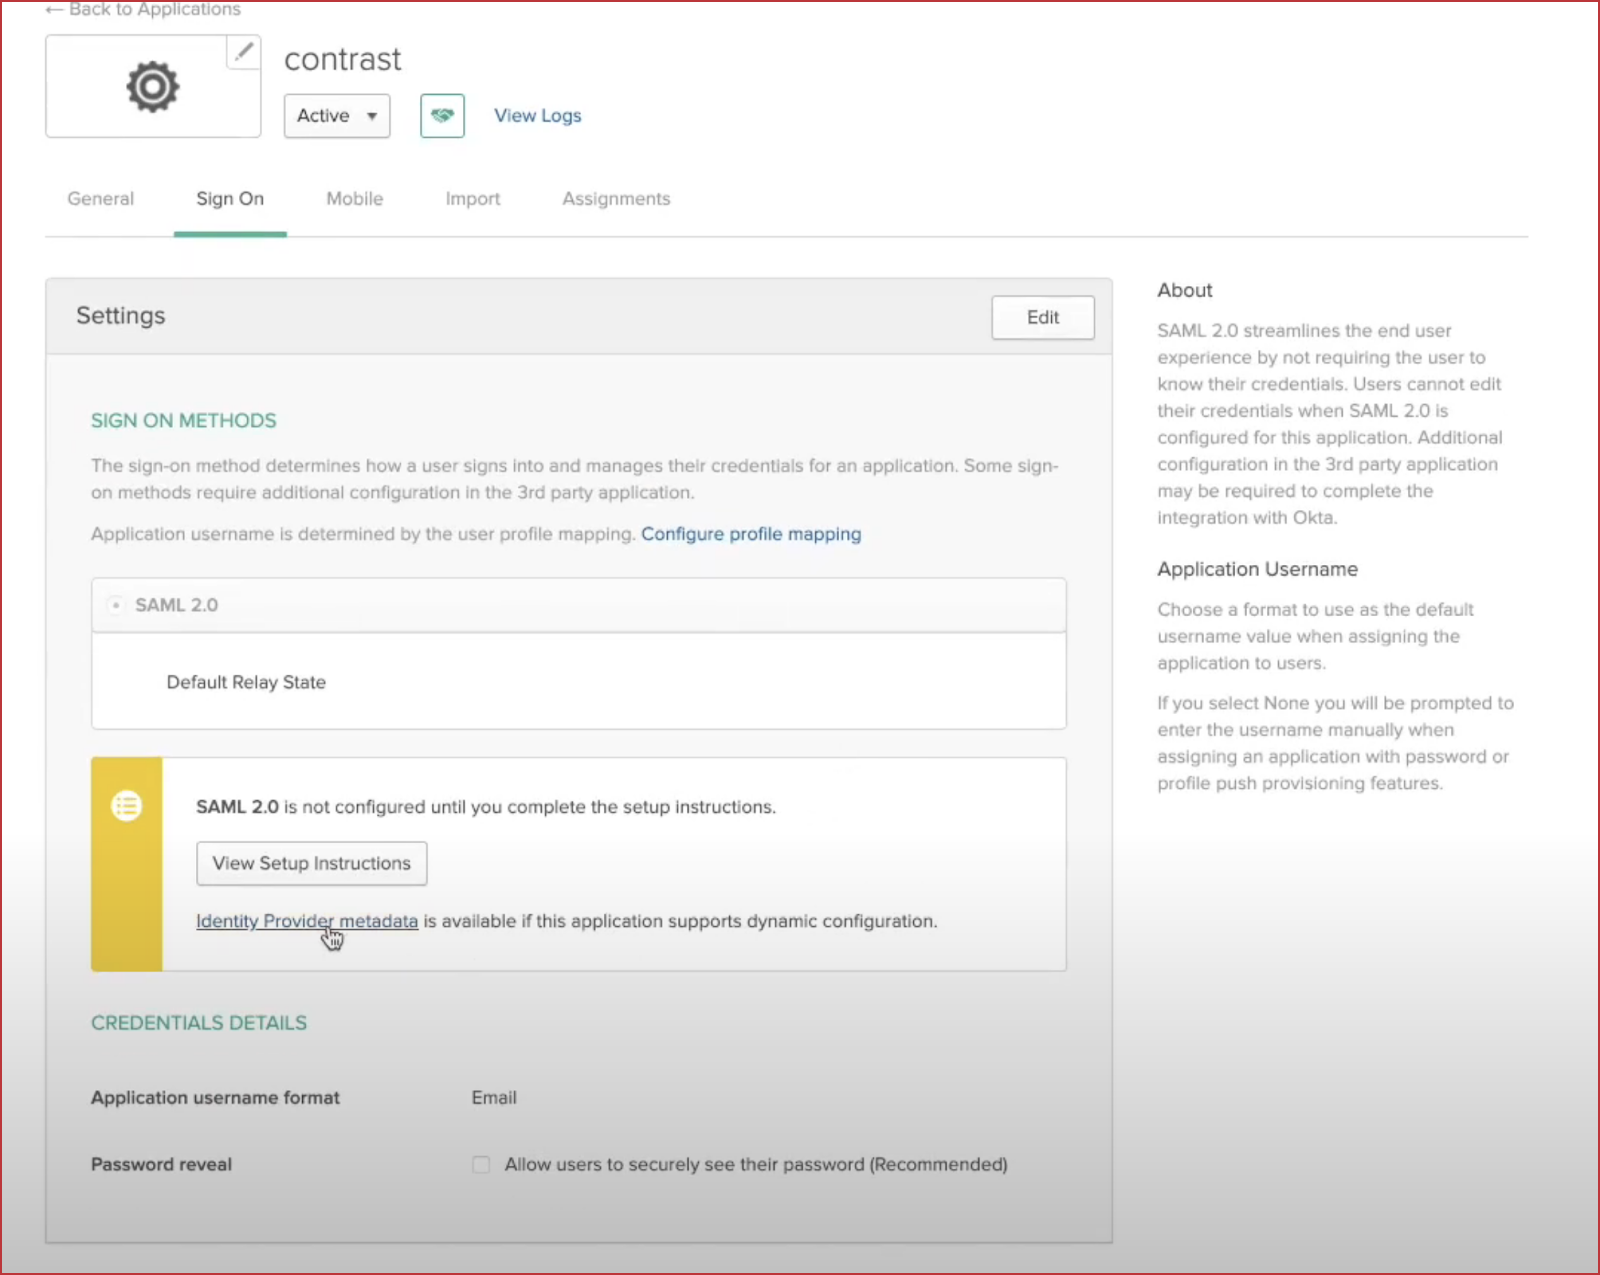 ← Back to Applications
contrast
Active
View Logs
General
Sign On
Mobile
Import
Assignments
Settings
Edit
SIGN ON METHODS
The sign-on method determines how a user signs into and manages their credentials for an application. Some sign-
on methods require additional configuration in the 3rd party application.
Application username is determined by the user profile mapping. Configure profile mapping
SAML 2.0
Default Relay State
SAML 2.0 is not configured until you complete the setup instructions.
View Setup Instructions
Identity Provider metadata is available if this application supports dynamic configuration.
CREDENTIALS DETAILS
Application username format
Email
Password reveal
Allow users to securely see their password (Recommended)
About
SAML 2.0 streamlines the end user
experience by not requiring the user to
know their credentials. Users cannot edit
their credentials when SAML 2.0 is
configured for this application. Additional
configuration in the 3rd party application
may be required to complete the
integration with Okta.
Application Username
Choose a format to use as the default
username value when assigning the
application to users.
If you select None you will be prompted to
enter the username manually when
assigning an application with password or
profile push provisioning features.